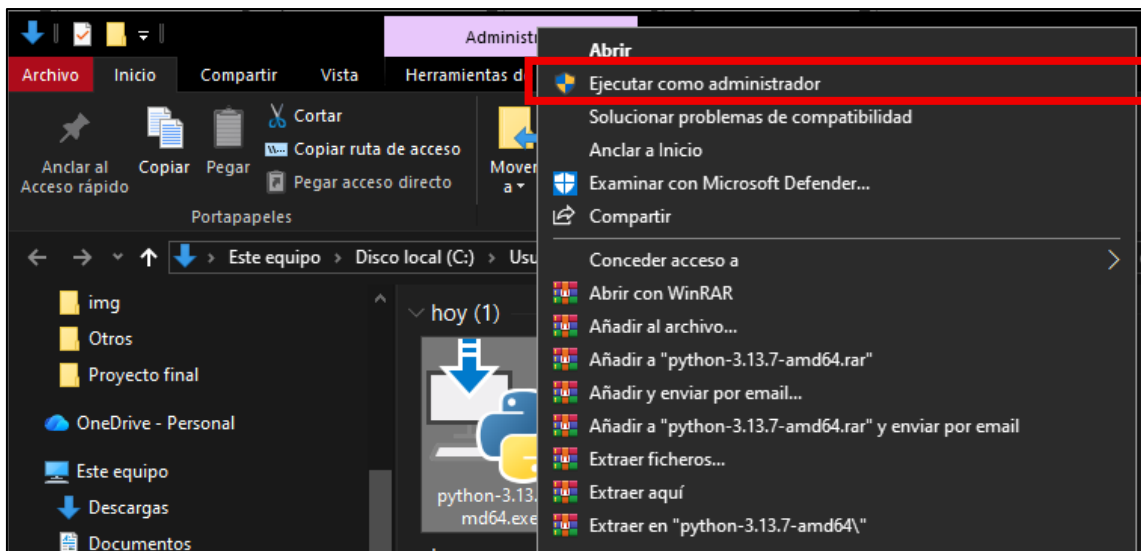 Administ
Archivo
Inicio
Compartir
Vista
Herramientas d
Anclar al
Acceso rápido
Copiar
Pegar
Cortar
Copiar ruta de acceso
Pegar acceso directo
Mover
a
Portapapeles
Este equipo > Disco local (C:) > Usu
img
Otros
Proyecto final
OneDrive - Personal
Este equipo
Descargas
Documentos
hoy (1)
python-3.13.
md64.exe
Abrir
Ejecutar como administrador
Solucionar problemas de compatibilidad
Anclar a Inicio
Examinar con Microsoft Defender...
Compartir
Conceder acceso a
Abrir con WinRAR
Añadir al archivo...
Añadir a "python-3.13.7-amd64.rar"
Añadir y enviar por email...
Añadir a "python-3.13.7-amd64.rar" y enviar por email
Extraer ficheros...
Extraer aquí
Extraer en "python-3.13.7-amd64\"